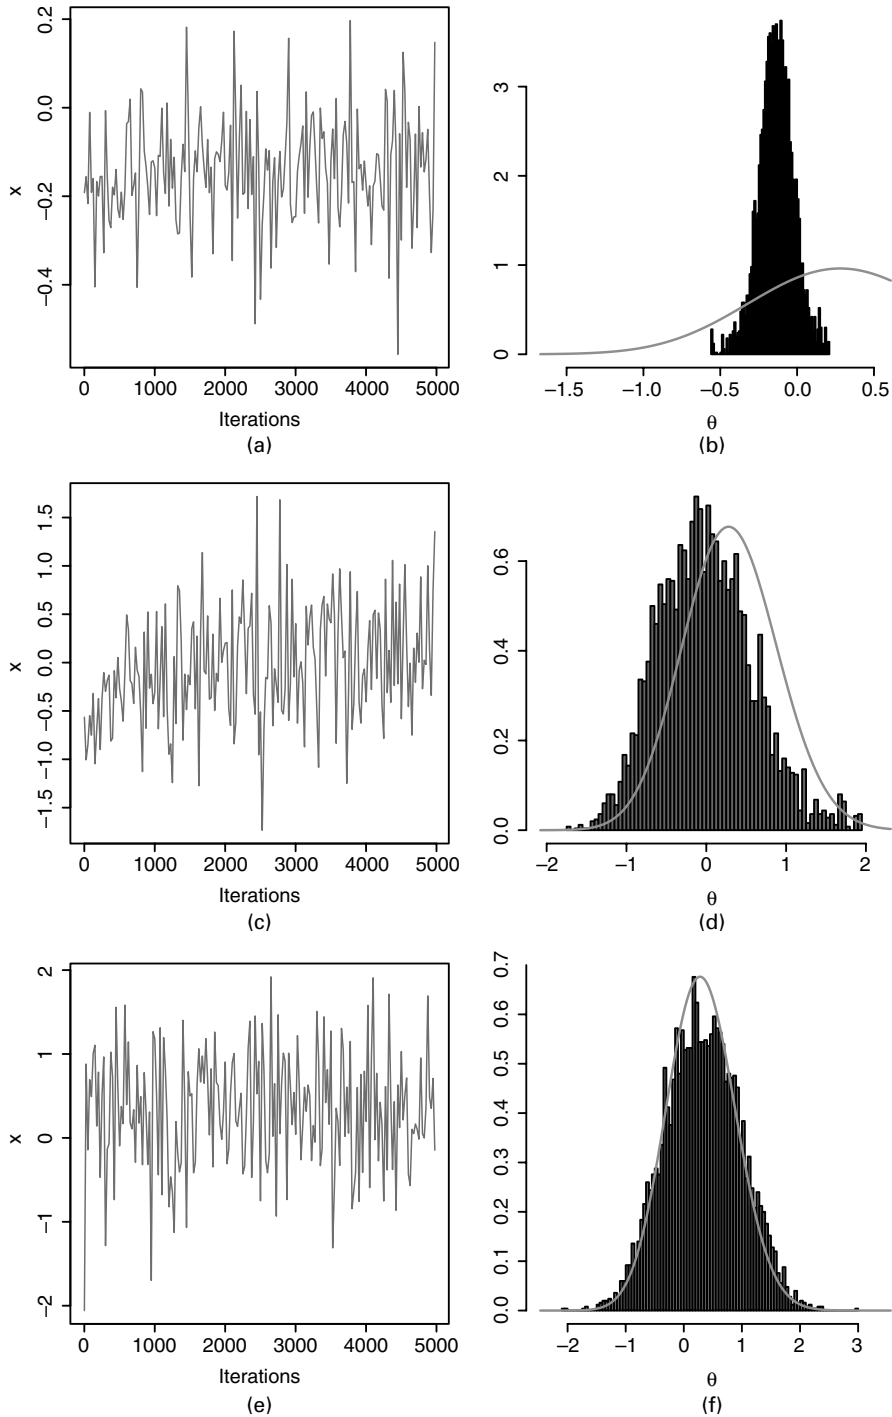 0.2
0.0
−0.2
−0.4
x
0 1000 2000 3000 4000 5000
Iterations
(a)
3
2
1
0
−1.5 −1.0 −0.5 0.0 0.5
θ
(b)
1.5
1.0
0.5
0.0
−0.5
−1.0
−1.5
x
0 1000 2000 3000 4000 5000
Iterations
(c)
0.6
0.4
0.2
0.0
−2 −1 0 1 2
θ
(d)
2
1
0
−1
−2
x
0 1000 2000 3000 4000 5000
Iterations
(e)
0.7
0.6
0.5
0.4
0.3
0.2
0.1
0.0
−2 −1 0 1 2 3
θ
(f)